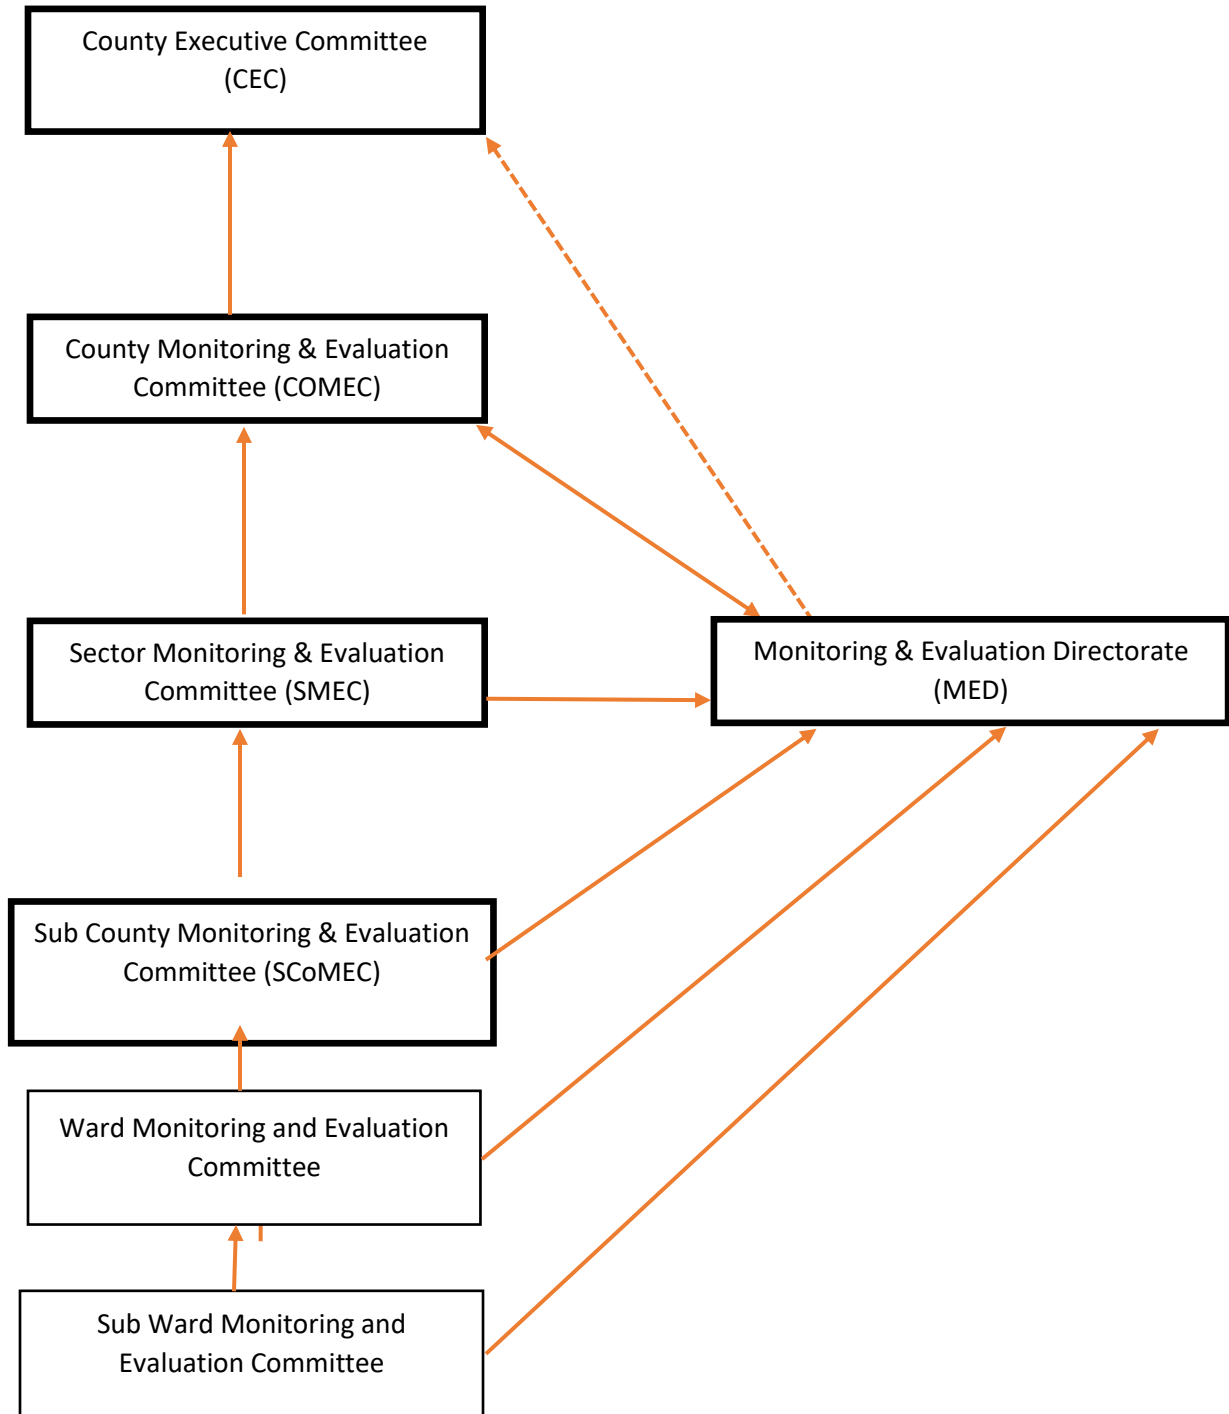 County Executive Committee
(CEC)
County Monitoring & Evaluation
Committee (COMEC)
Sector Monitoring & Evaluation
Committee (SMEC)
Monitoring & Evaluation Directorate
(MED)
Sub County Monitoring & Evaluation
Committee (SCoMEC)
Ward Monitoring and Evaluation
Committee
Sub Ward Monitoring and
Evaluation Committee